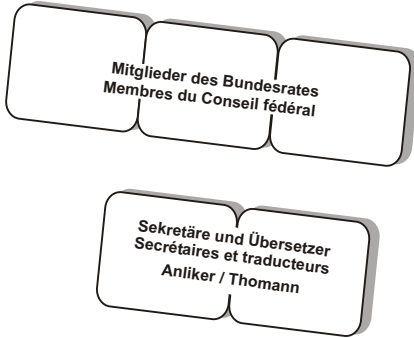 Mitglieder des Bundesrates
Membres du Conseil fédéral
Sekretäre und Übersetzer
Secrétaires et traducteurs
Anliker / Thomann